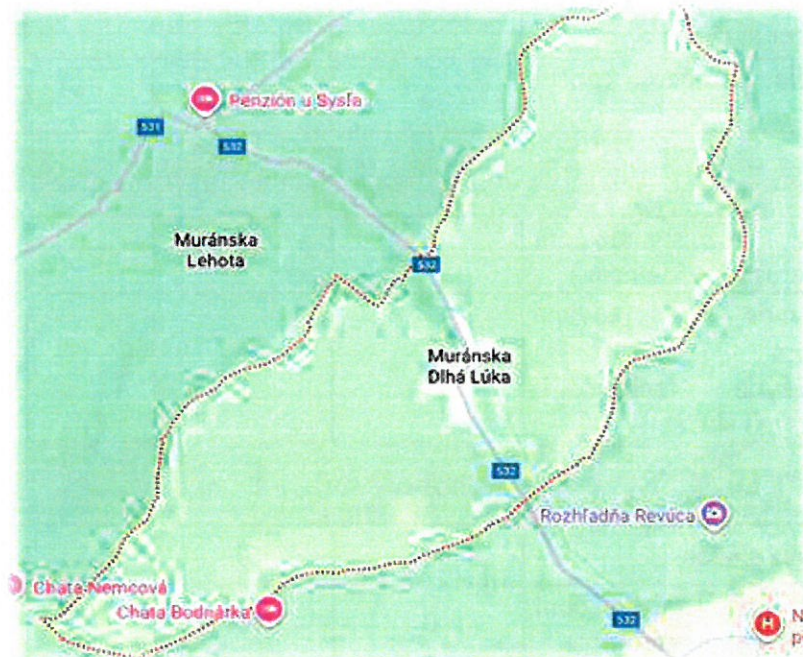 Penzión u Sysľa
531
532
Muránska
Lehota
532
Muránska
Dlhá Lúka
532
Rozhľadňa Revúca
Chata Nemcová
Chata Bodnárka
532
H
N